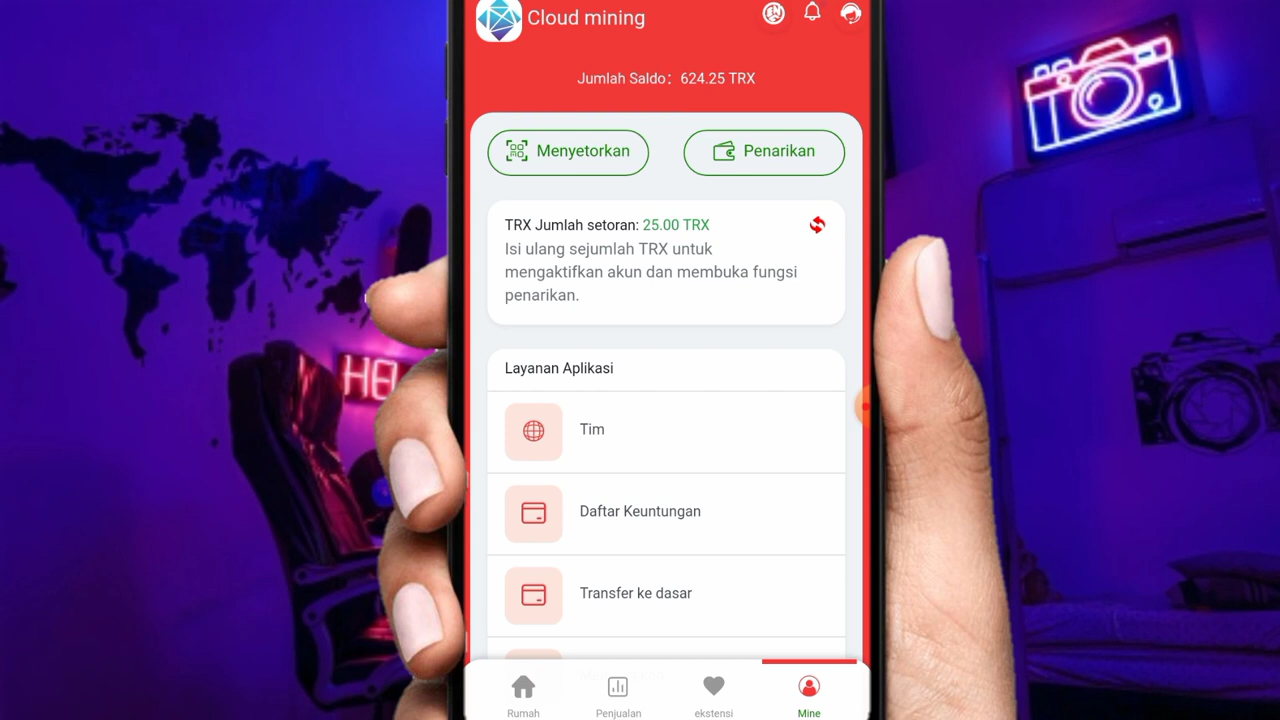 Cloud mining
EN
Jumlah Saldo： 624.25 TRX
Menyetorkan
Penarikan
TRX Jumlah setoran: 25.00 TRX
Isi ulang sejumlah TRX untuk
mengaktifkan akun dan membuka fungsi
penarikan.
Layanan Aplikasi
Tim
Daftar Keuntungan
Transfer ke dasar
Rumah
Penjualan
ekstensi
Mine